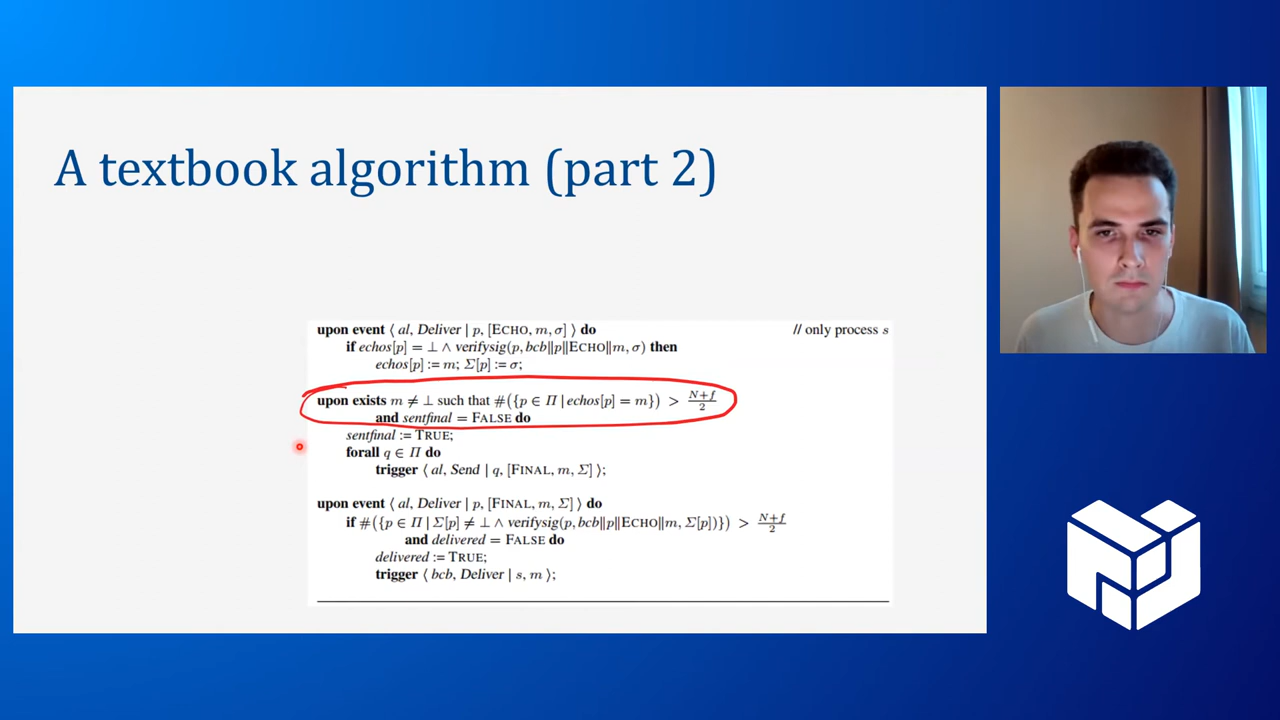 A textbook algorithm (part 2)
upon event ⟨ al, Deliver | p, [ECHO, m, σ] ⟩ do // only process s
if echos[p] = ⊥ ∧ verifysig(p, bcb‖p‖ECHO‖m, σ) then
echos[p] := m; Σ[p] := σ;
upon exists m ≠ ⊥ such that #({p ∈ Π | echos[p] = m}) > N+f/2
and sentfinal = FALSE do
sentfinal := TRUE;
forall q ∈ Π do
trigger ⟨ al, Send | q, [FINAL, m, Σ] ⟩;
upon event ⟨ al, Deliver | p, [FINAL, m, Σ] ⟩ do
if #({p ∈ Π | Σ[p] ≠ ⊥ ∧ verifysig(p, bcb‖p‖ECHO‖m, Σ[p])}) > N+f/2
and delivered = FALSE do
delivered := TRUE;
trigger ⟨ bcb, Deliver | s, m ⟩;